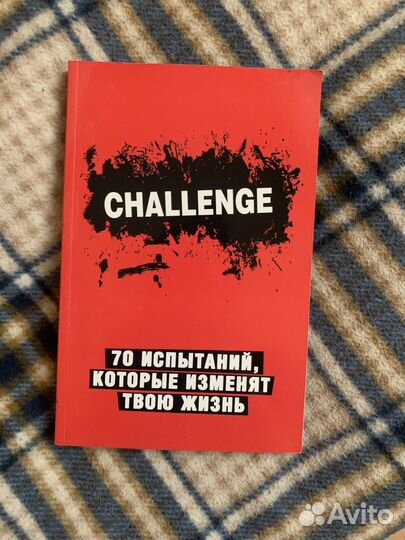 CHALLENGE
70 ИСПЫТАНИЙ,
КОТОРЫЕ ИЗМЕНЯТ
ТВОЮ ЖИЗНЬ
Avito